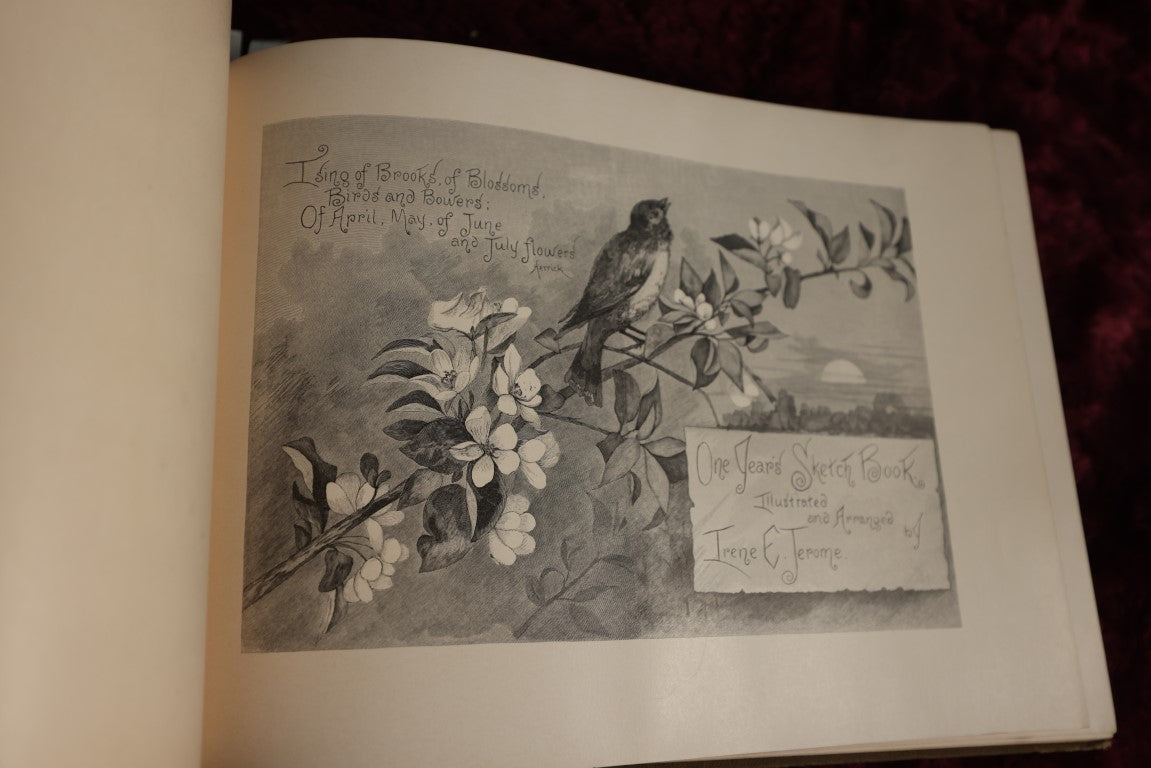 I sing of Brooks, of Blossoms,
Birds and Bowers;
Of April, May, of June
and July flowers
Herrick
One Year's Sketch Book.
Illustrated
and Arranged by
Irene E. Jerome.